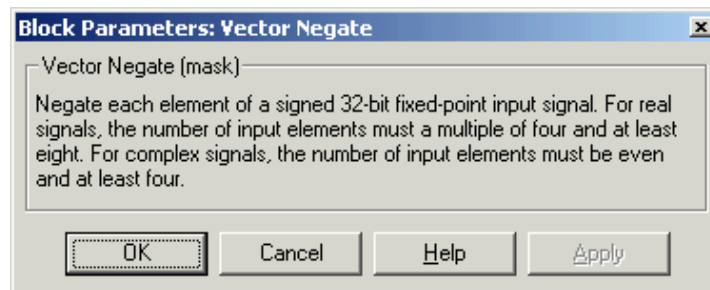 Block Parameters: Vector Negate
Vector Negate (mask)
Negate each element of a signed 32-bit fixed-point input signal. For real
signals, the number of input elements must a multiple of four and at least
eight. For complex signals, the number of input elements must be even
and at least four.
OK Cancel Help Apply